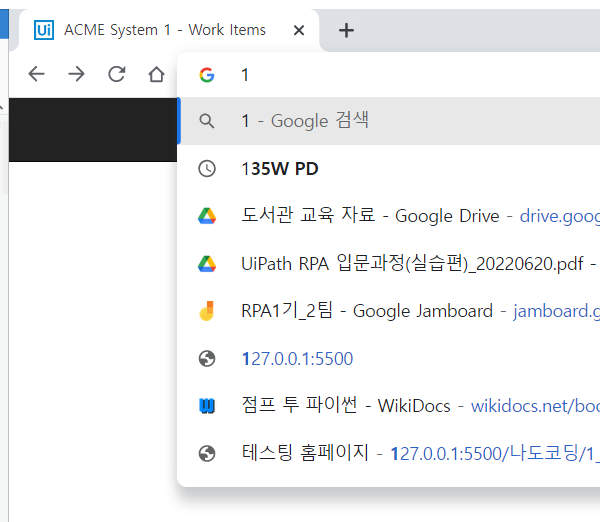 Ui ACME System 1 - Work Items
1
1 - Google 검색
135W PD
도서관 교육 자료 - Google Drive - drive.goog
UiPath RPA 입문과정(실습편)_20220620.pdf -
RPA1기_2팀 - Google Jamboard - jamboard.g
127.0.0.1:5500
점프 투 파이썬 - WikiDocs - wikidocs.net/boo
테스팅 홈페이지 - 127.0.0.1:5500/나도코딩/1_